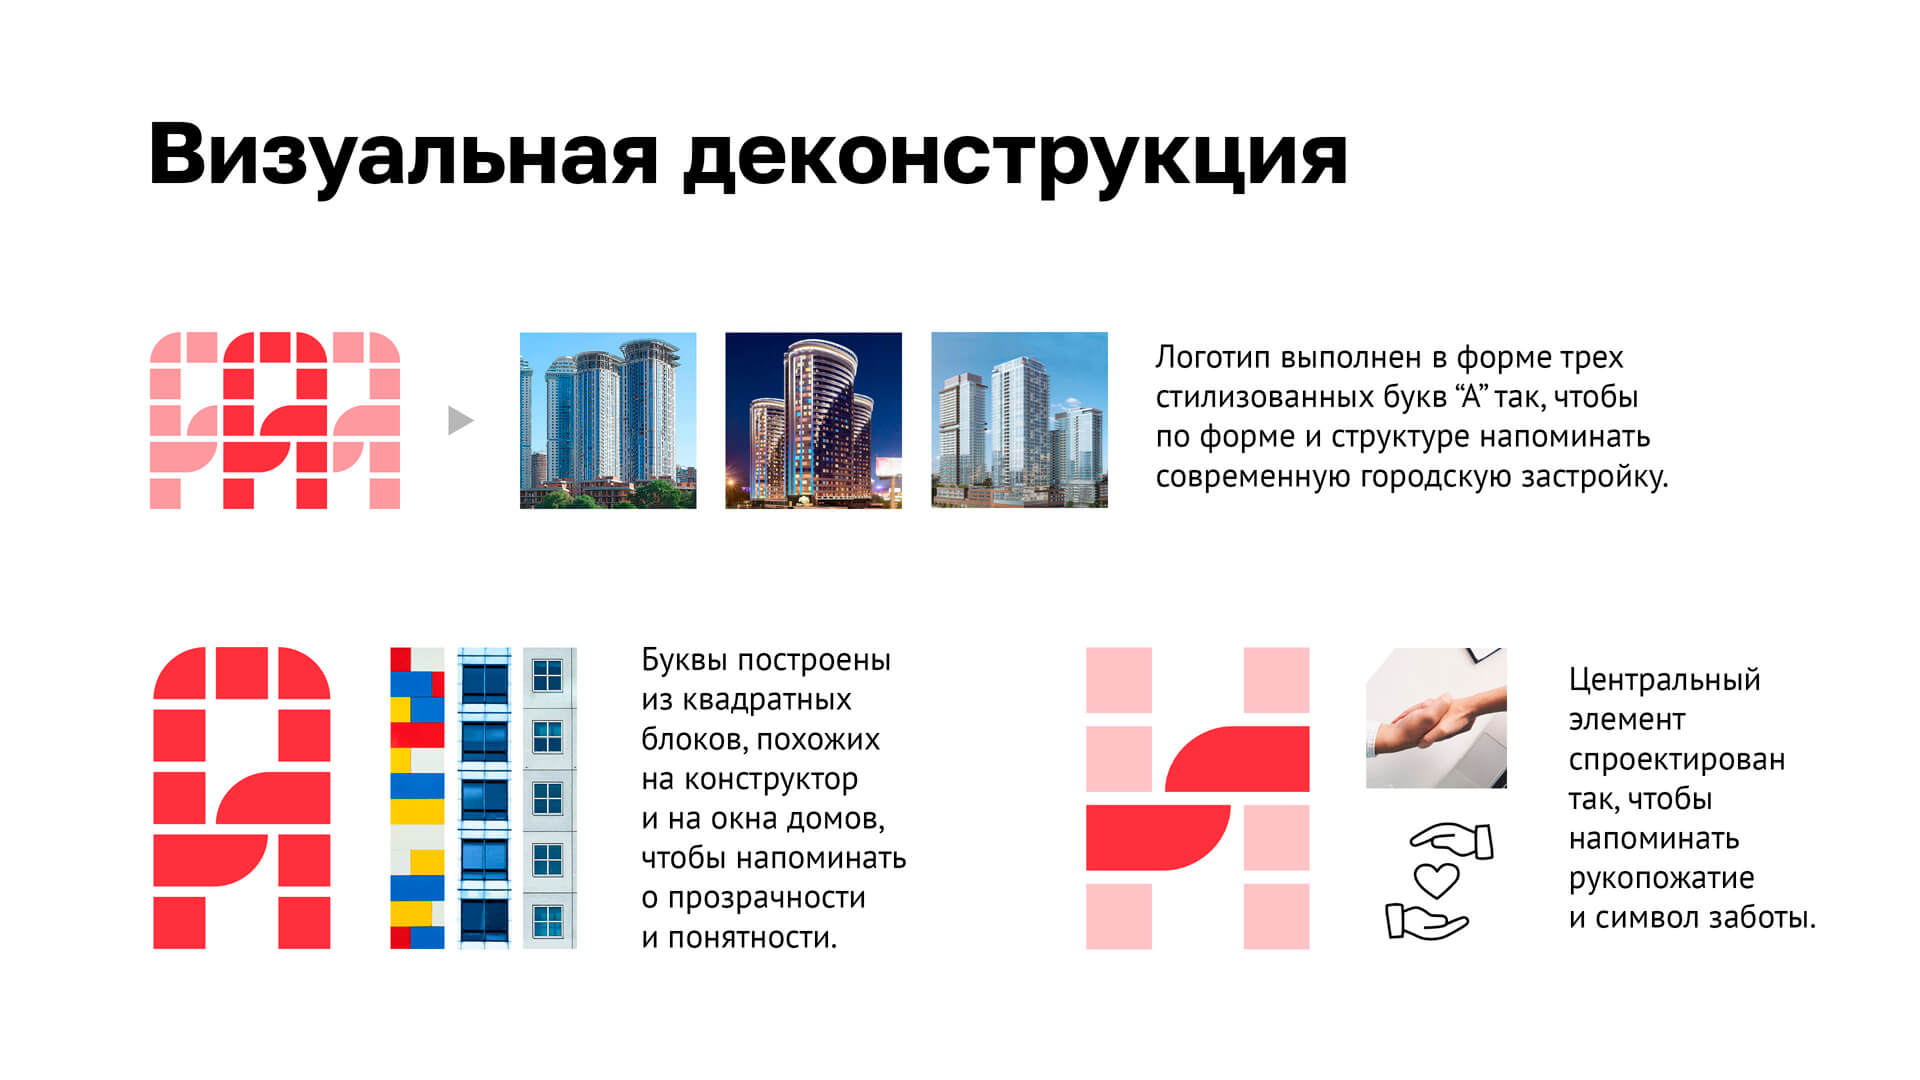 Визуальная деконструкция
Логотип выполнен в форме трех
стилизованных букв “А” так, чтобы
по форме и структуре напоминать
современную городскую застройку.
Буквы построены
из квадратных
блоков, похожих
на конструктор
и на окна домов,
чтобы напоминать
о прозрачности
и понятности.
Центральный
элемент
спроектирован
так, чтобы
напоминать
рукопожатие
и символ заботы.